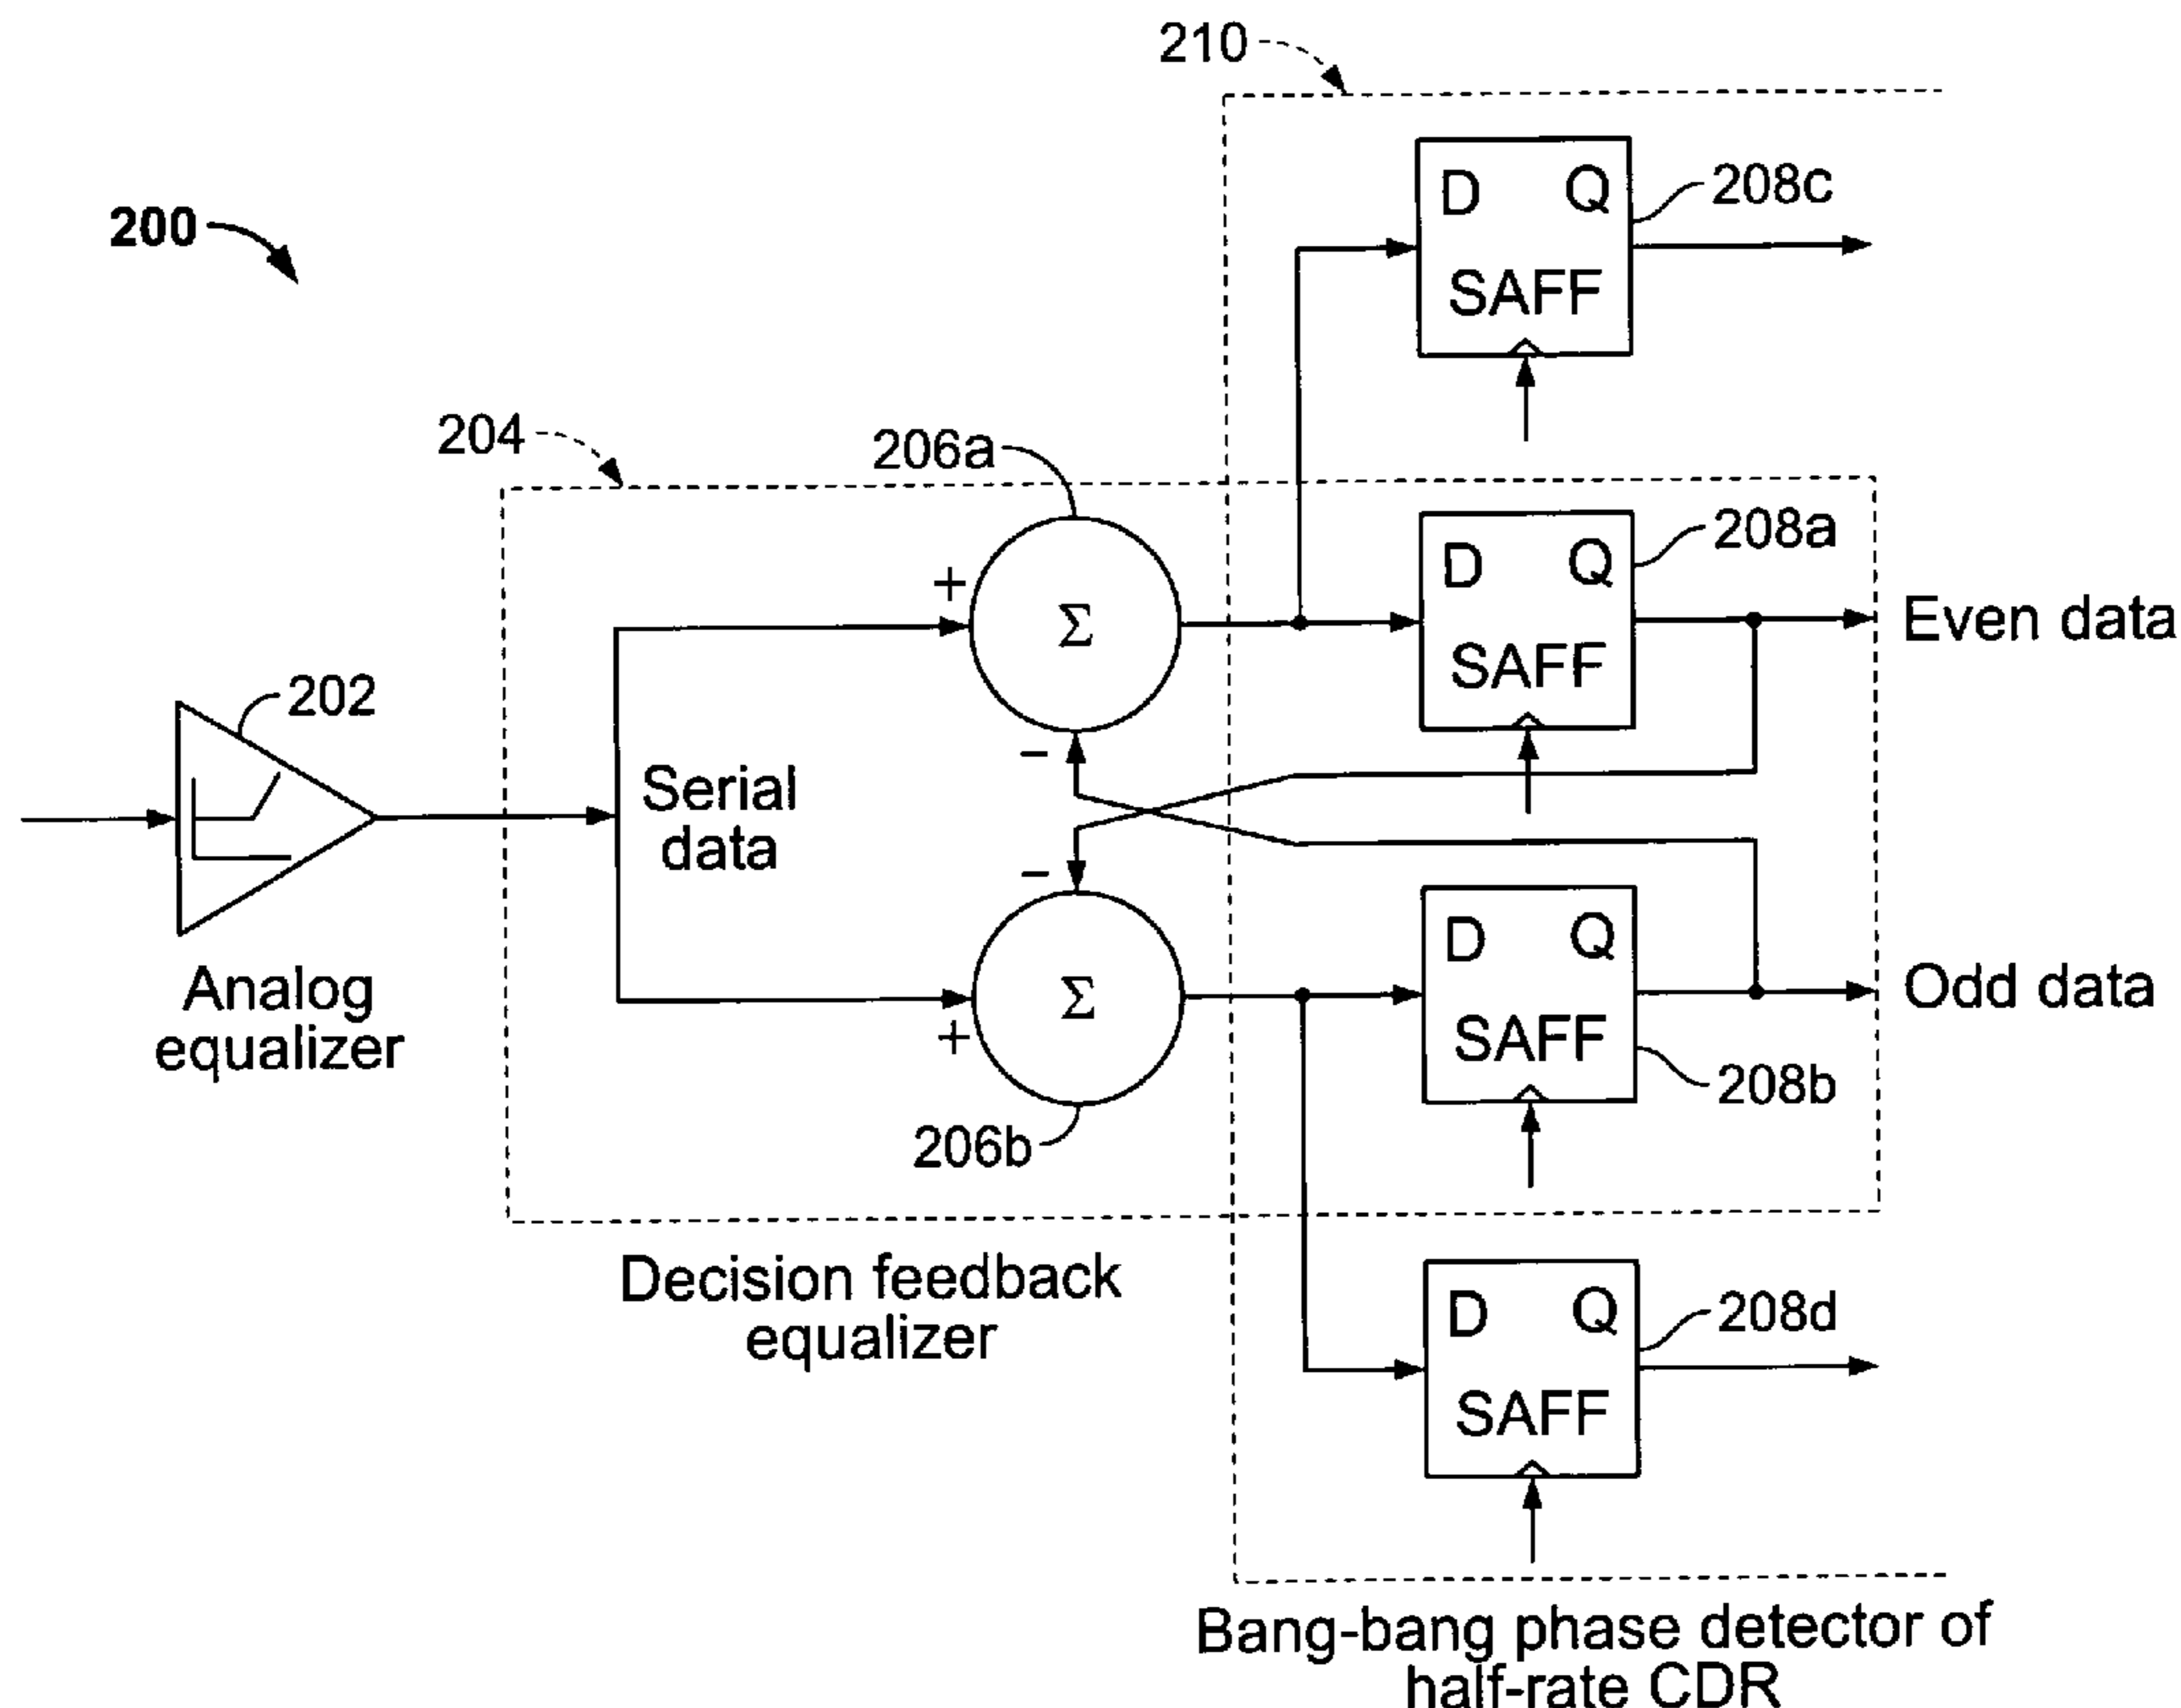 210
200
D Q
208c
SAFF
204
206a
D Q
208a
+
Σ
SAFF
Even data
202
Serial
data
−
−
D Q
Σ
SAFF
Odd data
+
208b
Analog
equalizer
206b
Decision feedback
equalizer
D Q
208d
SAFF
Bang-bang phase detector of
half-rate CDR